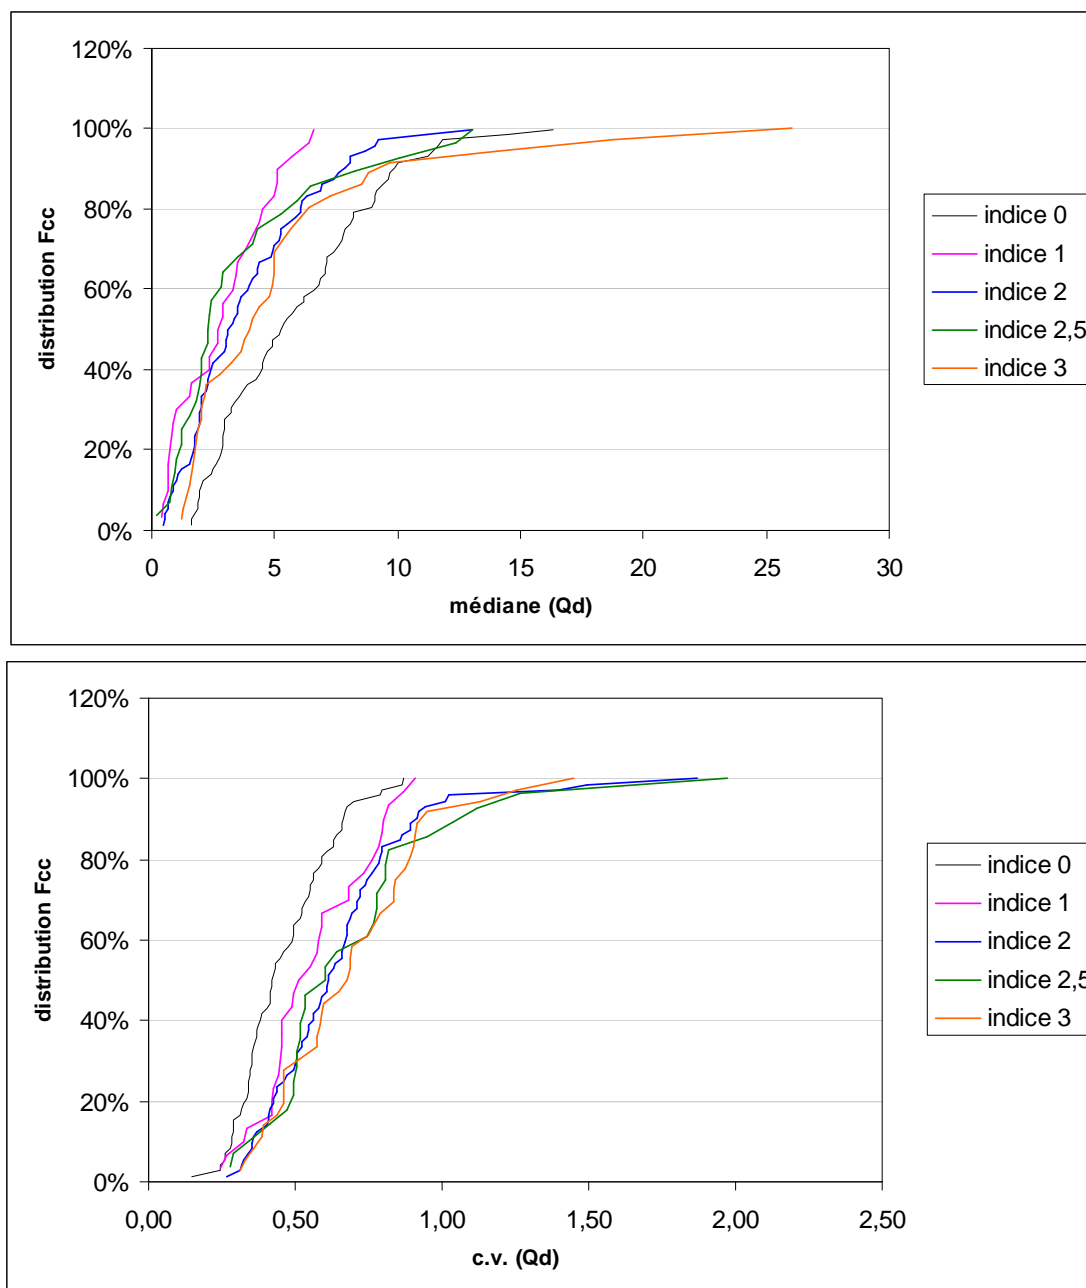 120%
100%
80%
60%
40%
20%
0%
distribution Fcc
0 5 10 15 20 25 30
médiane (Qd)
indice 0
indice 1
indice 2
indice 2,5
indice 3
120%
100%
80%
60%
40%
20%
0%
distribution Fcc
0,00 0,50 1,00 1,50 2,00 2,50
c.v. (Qd)
indice 0
indice 1
indice 2
indice 2,5
indice 3